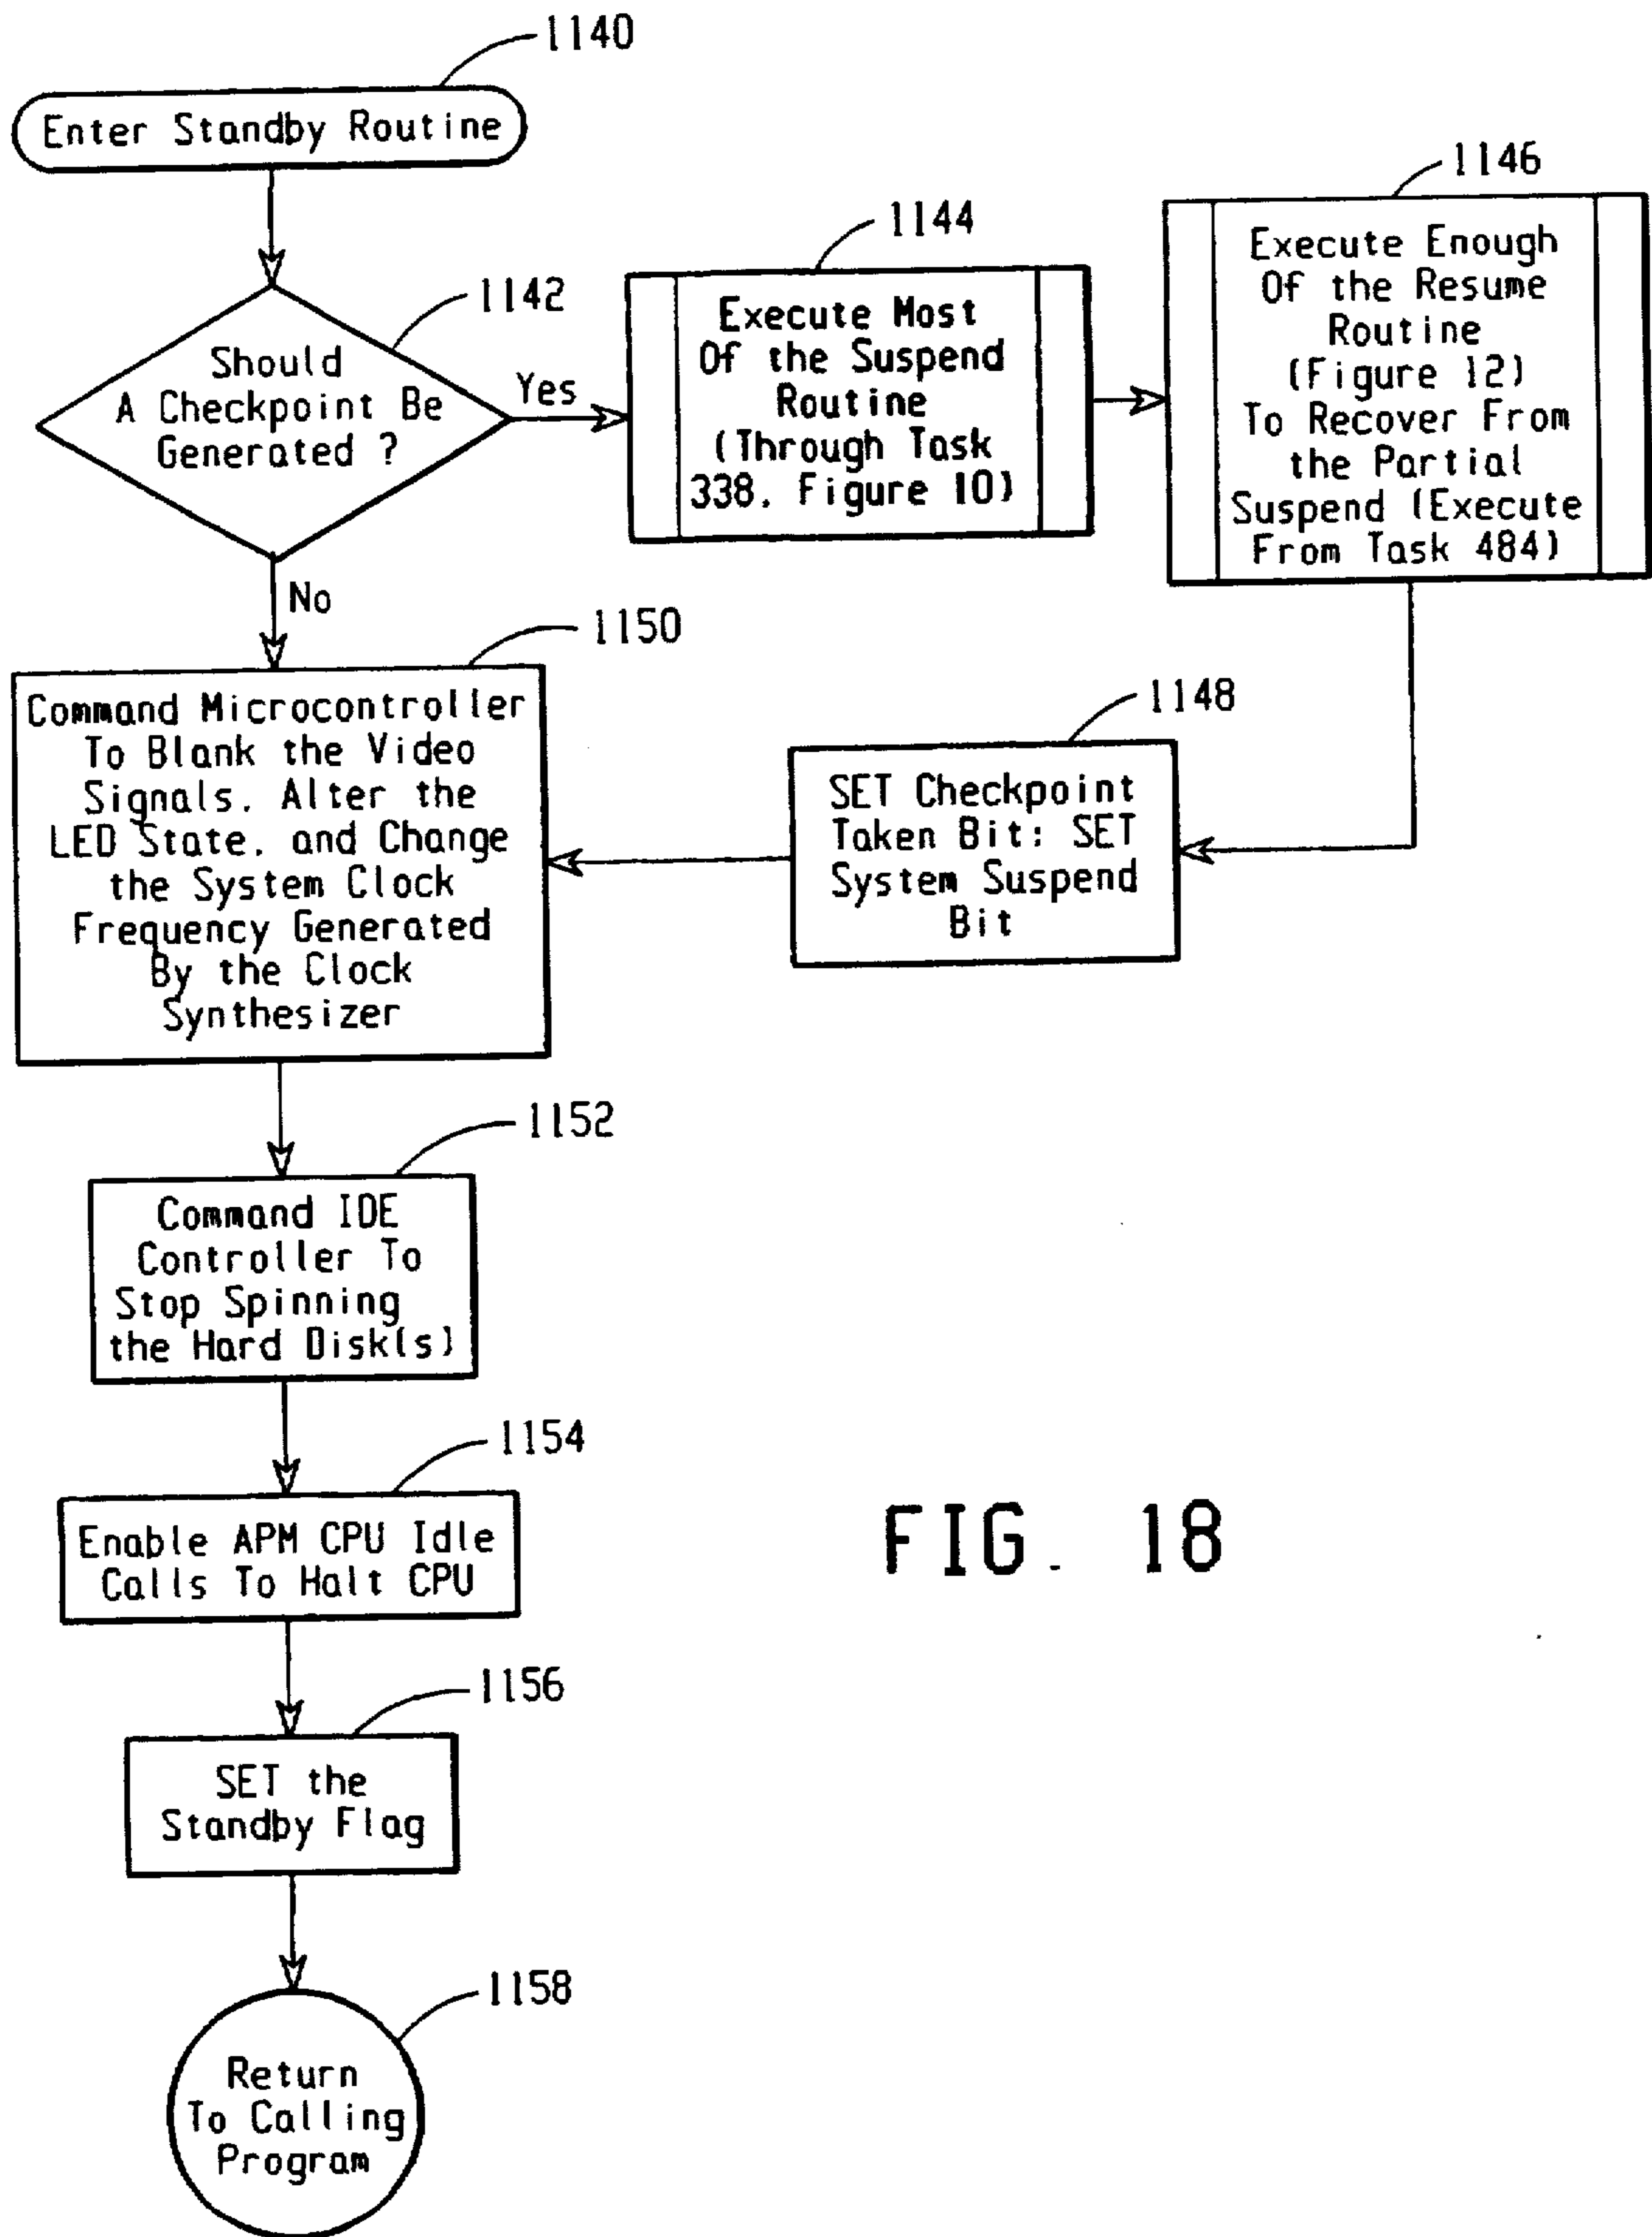 1140
Enter Standby Routine
1142
Should
A Checkpoint Be
Generated ?
Yes
No
1144
Execute Most
Of the Suspend
Routine
(Through Task
338, Figure 10)
1146
Execute Enough
Of the Resume
Routine
(Figure 12)
To Recover From
the Partial
Suspend (Execute
From Task 484)
1148
SET Checkpoint
Taken Bit; SET
System Suspend
Bit
1150
Command Microcontroller
To Blank the Video
Signals, Alter the
LED State, and Change
the System Clock
Frequency Generated
By the Clock
Synthesizer
1152
Command IDE
Controller To
Stop Spinning
the Hard Disk(s)
1154
Enable APM CPU Idle
Calls To Halt CPU
1156
SET the
Standby Flag
1158
Return
To Calling
Program
FIG. 18